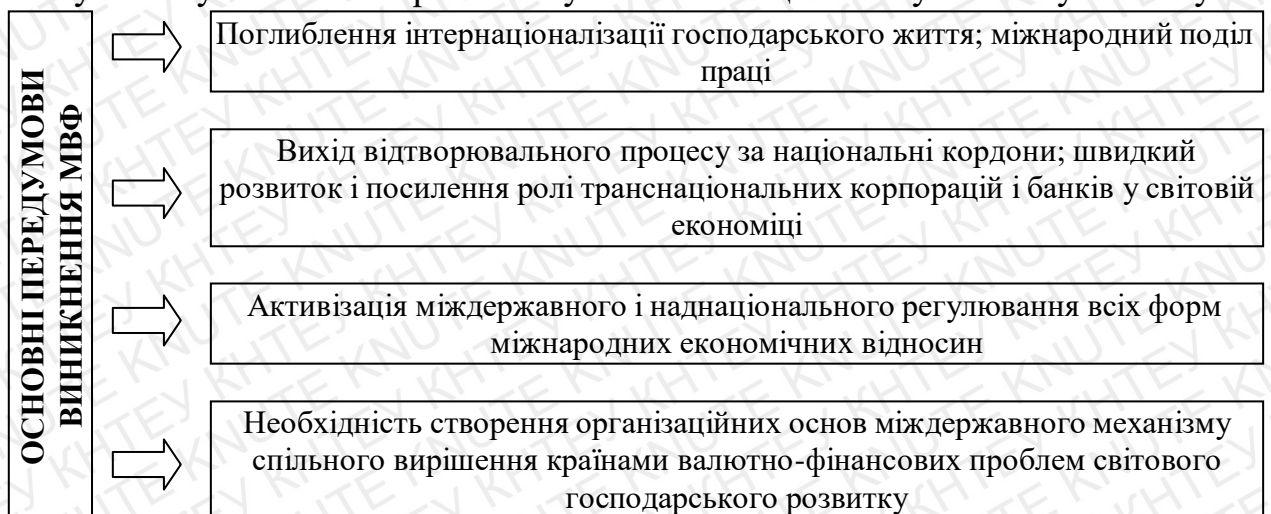 ОСНОВНІ ПЕРЕДУМОВИ
ВИНИКНЕННЯ МВФ
Поглиблення інтернаціоналізації господарського життя; міжнародний поділ
праці
Вихід відтворювального процесу за національні кордони; швидкий
розвиток і посилення ролі транснаціональних корпорацій і банків у світовій
економіці
Активізація міждержавного і наднаціонального регулювання всіх форм
міжнародних економічних відносин
Необхідність створення організаційних основ міждержавного механізму
спільного вирішення країнами валютно-фінансових проблем світового
господарського розвитку